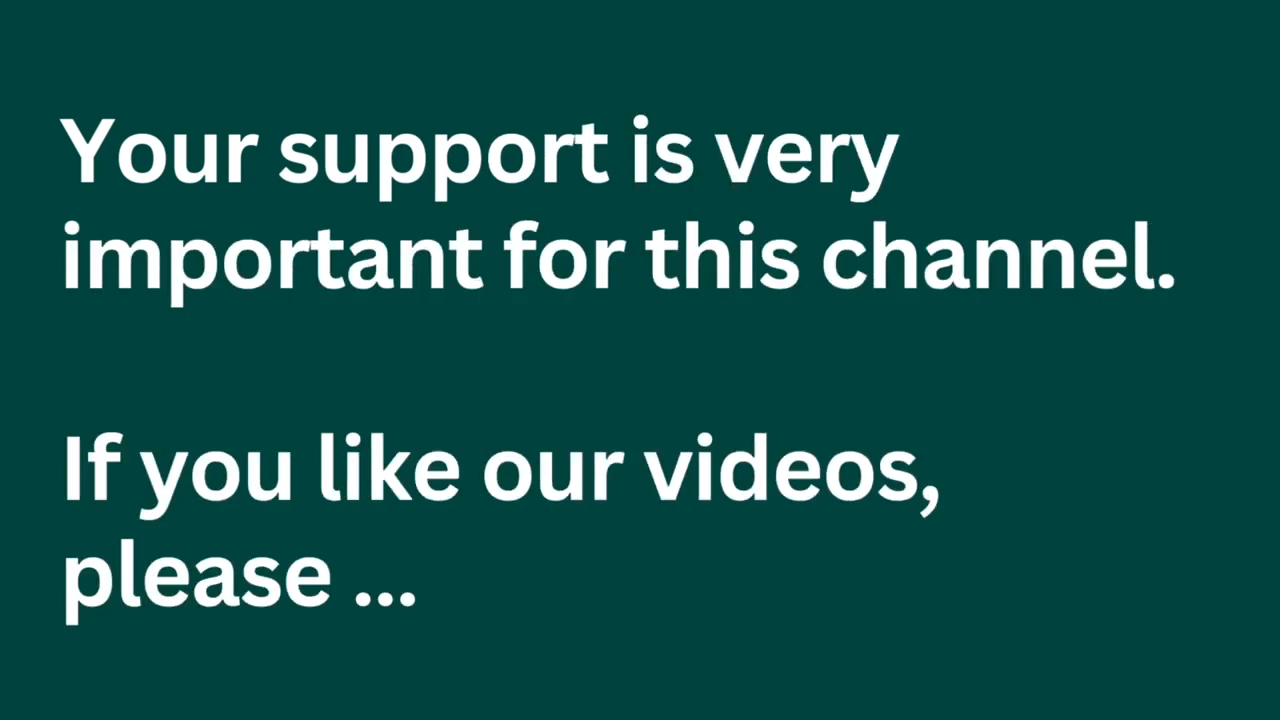 Your support is very
important for this channel.
If you like our videos,
please ...